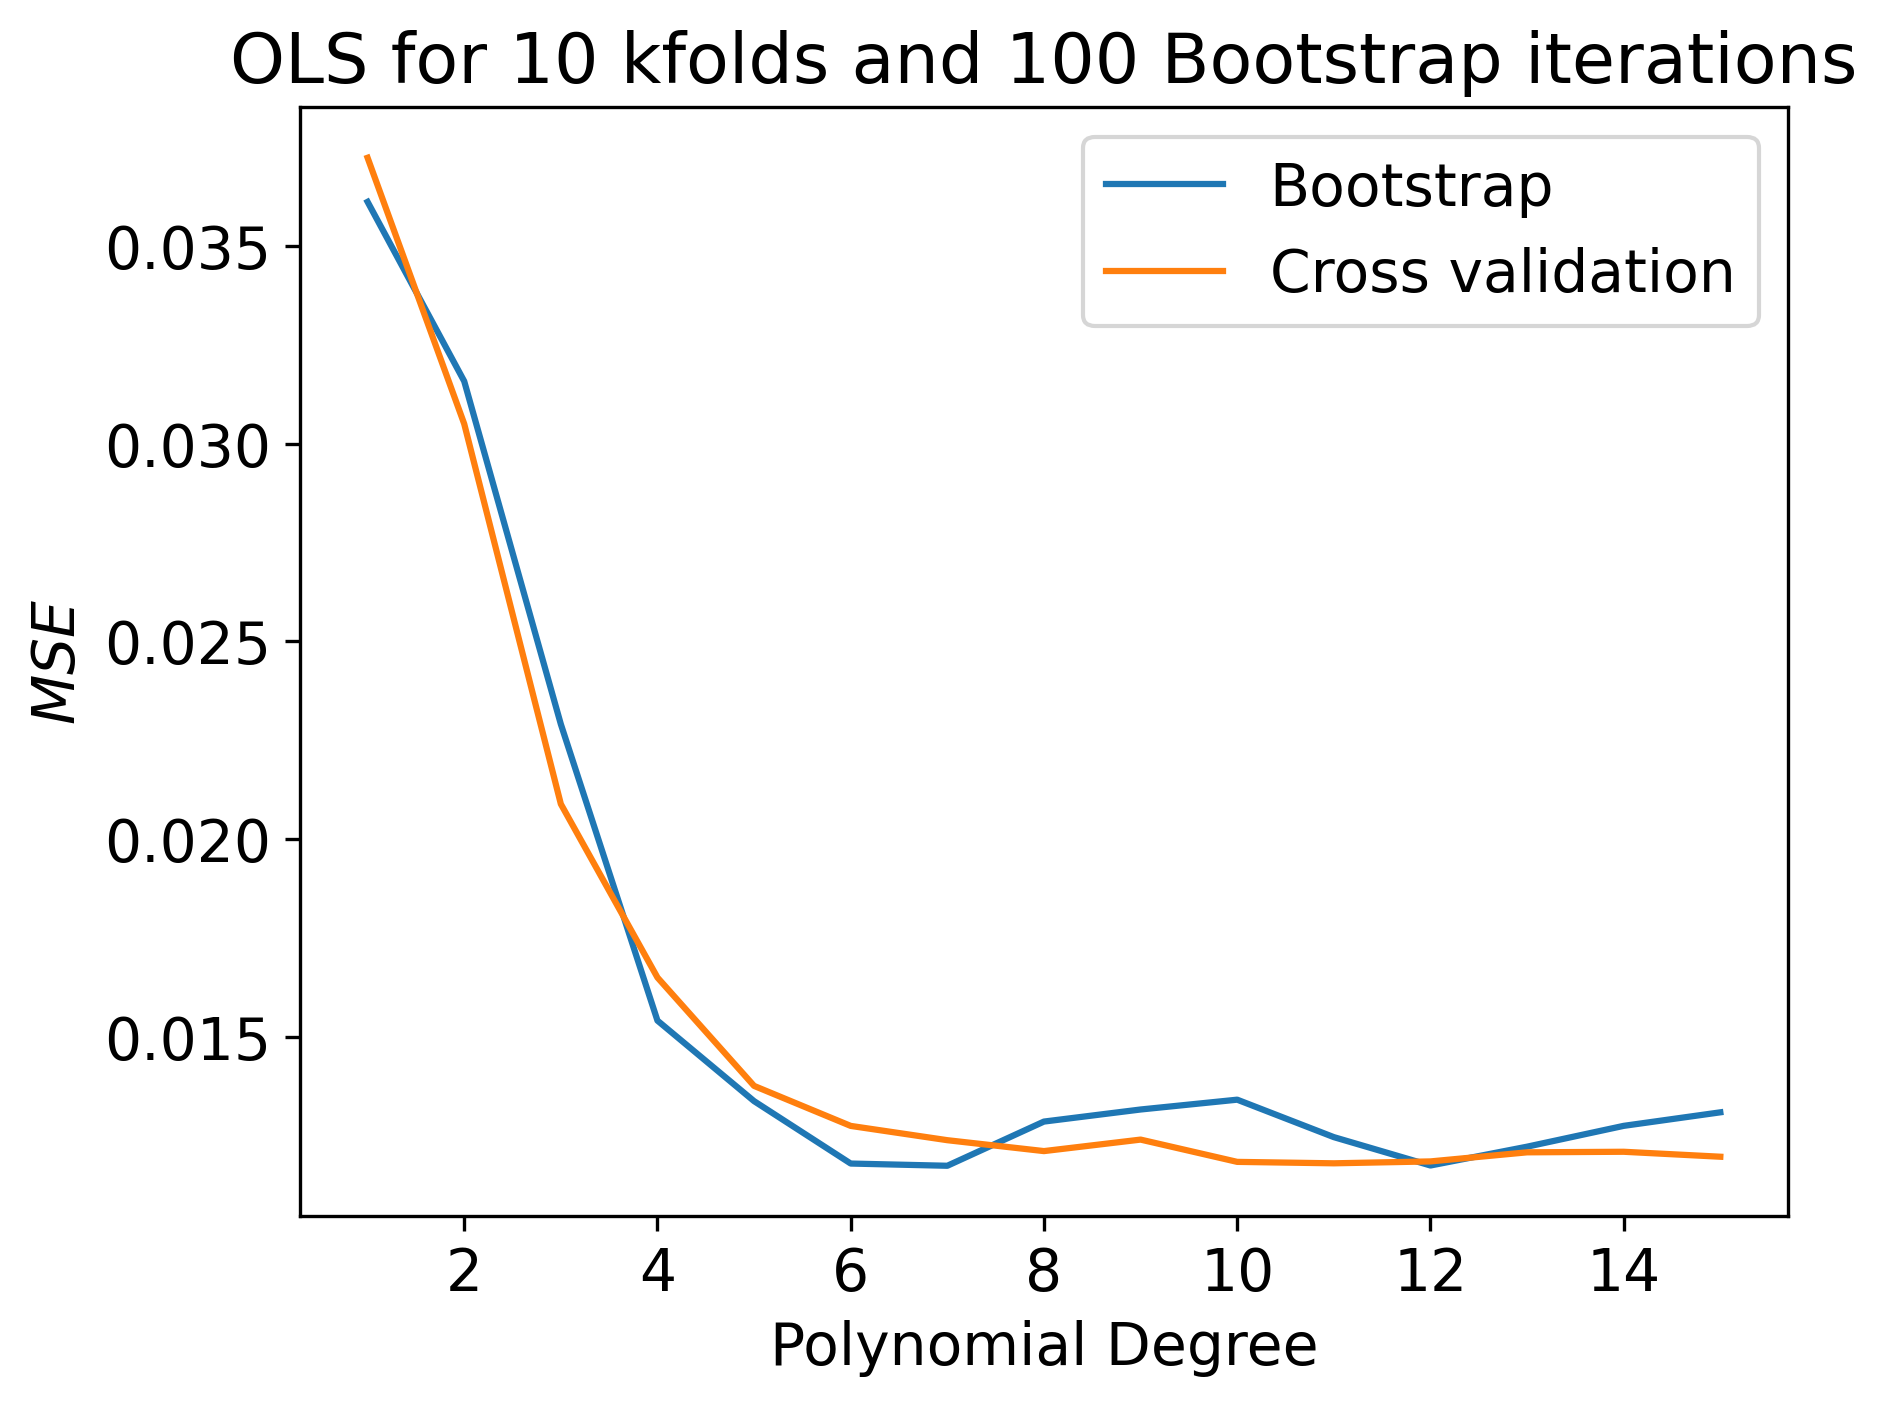 OLS for 10 kfolds and 100 Bootstrap iterations
Bootstrap
Cross validation
MSE
0.035
0.030
0.025
0.020
0.015
2 4 6 8 10 12 14
Polynomial Degree